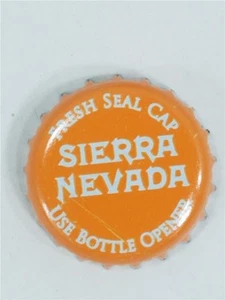 FRESH SEAL CAP
SIERRA
NEVADA
USE BOTTLE OPENER